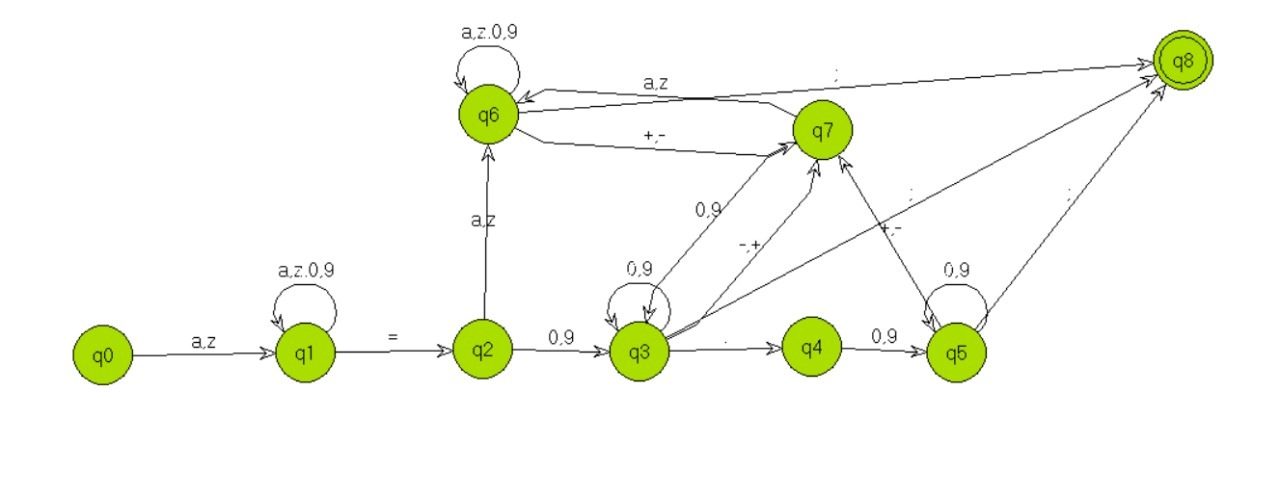 a,z.0,9
q8
;
a,z
q6
q7
+,-
0,9
;
;
a,z
+,-
-,+
a,z.0,9
0,9
0,9
q0
a,z
q1
=
q2
0,9
q3
.
q4
0,9
q5